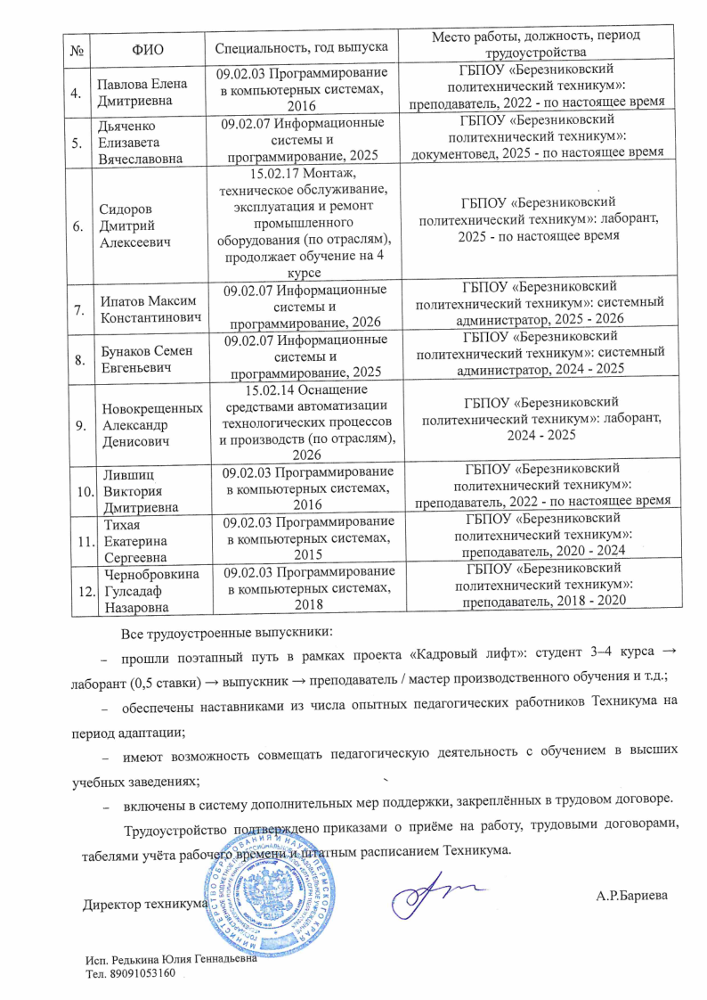 № ФИО Специальность, год выпуска Место работы, должность, период
трудоустройства
4. Павлова Елена
Дмитриевна
09.02.03 Программирование
в компьютерных системах,
2016
ГБПОУ «Березниковский
политехнический техникум»:
преподаватель, 2022 - по настоящее время
5. Дьяченко
Елизавета
Вячеславовна
09.02.07 Информационные
системы и
программирование, 2025
ГБПОУ «Березниковский
политехнический техникум»:
документовед, 2025 - по настоящее время
6. Сидоров
Дмитрий
Алексеевич
15.02.17 Монтаж,
техническое обслуживание,
эксплуатация и ремонт
промышленного
оборудования (по отраслям),
продолжает обучение на 4
курсе
ГБПОУ «Березниковский
политехнический техникум»: лаборант,
2025 - по настоящее время
7. Ипатов Максим
Константинович
09.02.07 Информационные
системы и
программирование, 2026
ГБПОУ «Березниковский
политехнический техникум»: системный
администратор, 2025 - 2026
8. Бунаков Семен
Евгеньевич
09.02.07 Информационные
системы и
программирование, 2025
ГБПОУ «Березниковский
политехнический техникум»: системный
администратор, 2024 - 2025
9. Новокрещенных
Александр
Денисович
15.02.14 Оснащение
средствами автоматизации
технологических процессов
и производств (по отраслям),
2026
ГБПОУ «Березниковский
политехнический техникум»: лаборант,
2024 - 2025
10. Лившиц
Виктория
Дмитриевна
09.02.03 Программирование
в компьютерных системах,
2016
ГБПОУ «Березниковский
политехнический техникум»:
преподаватель, 2022 - по настоящее время
11. Тихая
Екатерина
Сергеевна
09.02.03 Программирование
в компьютерных системах,
2015
ГБПОУ «Березниковский
политехнический техникум»:
преподаватель, 2020 - 2024
12. Чернобровкина
Гулсадаф
Назаровна
09.02.03 Программирование
в компьютерных системах,
2018
ГБПОУ «Березниковский
политехнический техникум»:
преподаватель, 2018 - 2020
Все трудоустроенные выпускники:
– прошли поэтапный путь в рамках проекта «Кадровый лифт»: студент 3–4 курса →
лаборант (0,5 ставки) → выпускник → преподаватель / мастер производственного обучения и т.д.;
– обеспечены наставниками из числа опытных педагогических работников Техникума на
период адаптации;
– имеют возможность совмещать педагогическую деятельность с обучением в высших
учебных заведениях;
– включены в систему дополнительных мер поддержки, закреплённых в трудовом договоре.
Трудоустройство подтверждено приказами о приёме на работу, трудовыми договорами,
табелями учёта рабочего времени и штатным расписанием Техникума.
МИНИСТЕРСТВО ОБРАЗОВАНИЯ И НАУКИ ПЕРМСКОГО КРАЯ
Директор техникума А.Р.Бариева
Исп. Редькина Юлия Геннадьевна
Тел. 89091053160